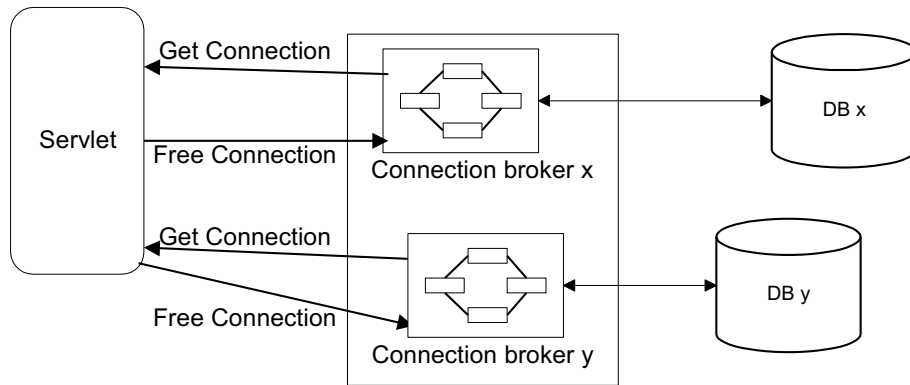 Get Connection
Servlet
DB x
Free Connection
Connection broker x
Get Connection
DB y
Free Connection
Connection broker y